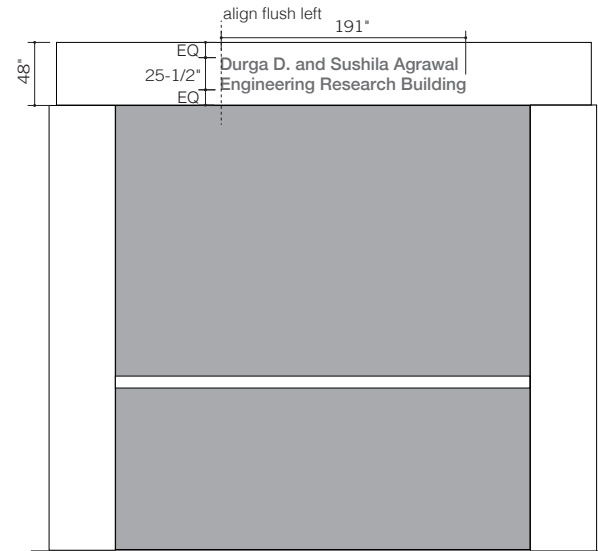 align flush left
191"
EQ
25-1/2"
EQ
48"
Durga D. and Sushila Agrawal
Engineering Research Building